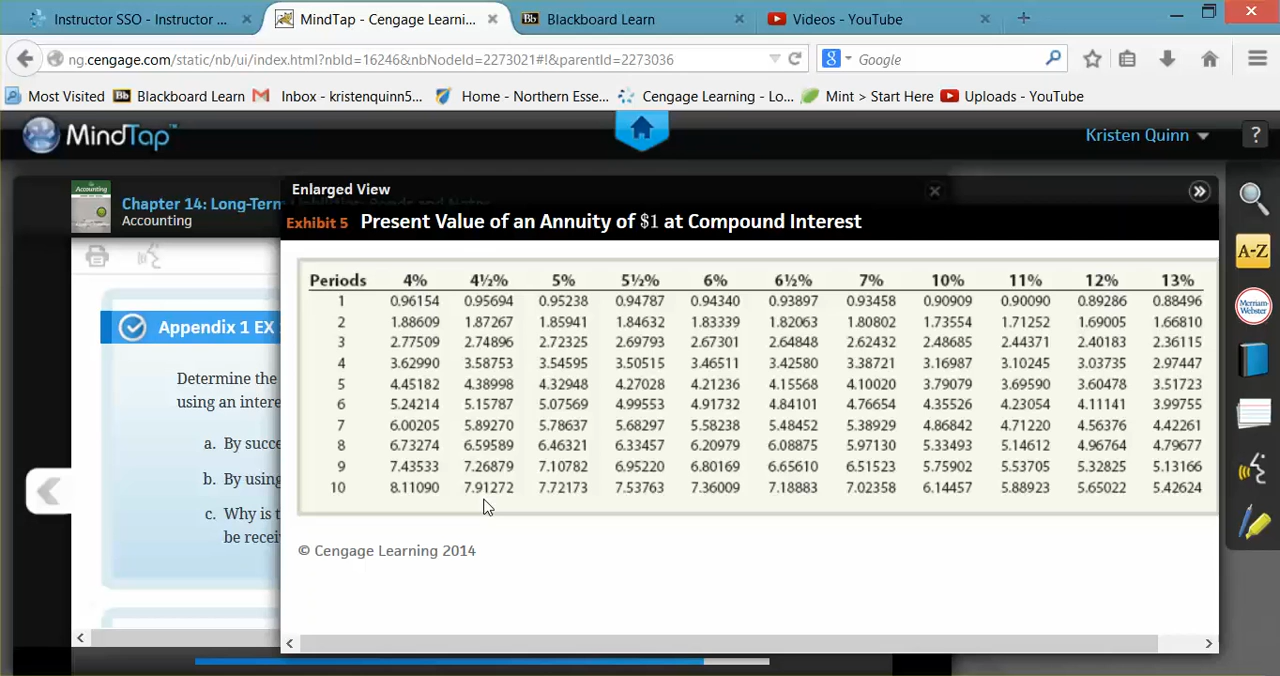 Instructor SSO - Instructor ...
MindTap - Cengage Learni...
Bb Blackboard Learn
Videos - YouTube
ng.cengage.com/static/nb/ui/index.html?nbId=16246&nbNodeId=2273021#!&parentId=2273036
8 Google
Most Visited Bb Blackboard Learn Inbox - kristenquinn5... Home - Northern Esse... Cengage Learning - Lo... Mint > Start Here Uploads - YouTube
MindTap™
Kristen Quinn ?
Accounting
Chapter 14: Long-Term
Accounting
Enlarged View
Exhibit 5 Present Value of an Annuity of $1 at Compound Interest
Periods 4% 4½% 5% 5½% 6% 6½% 7% 10% 11% 12% 13%
1 0.96154 0.95694 0.95238 0.94787 0.94340 0.93897 0.93458 0.90909 0.90090 0.89286 0.88496
2 1.88609 1.87267 1.85941 1.84632 1.83339 1.82063 1.80802 1.73554 1.71252 1.69005 1.66810
3 2.77509 2.74896 2.72325 2.69793 2.67301 2.64848 2.62432 2.48685 2.44371 2.40183 2.36115
4 3.62990 3.58753 3.54595 3.50515 3.46511 3.42580 3.38721 3.16987 3.10245 3.03735 2.97447
5 4.45182 4.38998 4.32948 4.27028 4.21236 4.15568 4.10020 3.79079 3.69590 3.60478 3.51723
6 5.24214 5.15787 5.07569 4.99553 4.91732 4.84101 4.76654 4.35526 4.23054 4.11141 3.99755
7 6.00205 5.89270 5.78637 5.68297 5.58238 5.48452 5.38929 4.86842 4.71220 4.56376 4.42261
8 6.73274 6.59589 6.46321 6.33457 6.20979 6.08875 5.97130 5.33493 5.14612 4.96764 4.79677
9 7.43533 7.26879 7.10782 6.95220 6.80169 6.65610 6.51523 5.75902 5.53705 5.32825 5.13166
10 8.11090 7.91272 7.72173 7.53763 7.36009 7.18883 7.02358 6.14457 5.88923 5.65022 5.42624
© Cengage Learning 2014
Appendix 1 EX
Determine the
using an intere
a. By succe
b. By using
c. Why is t
be recei
A-Z
Merriam-
Webster